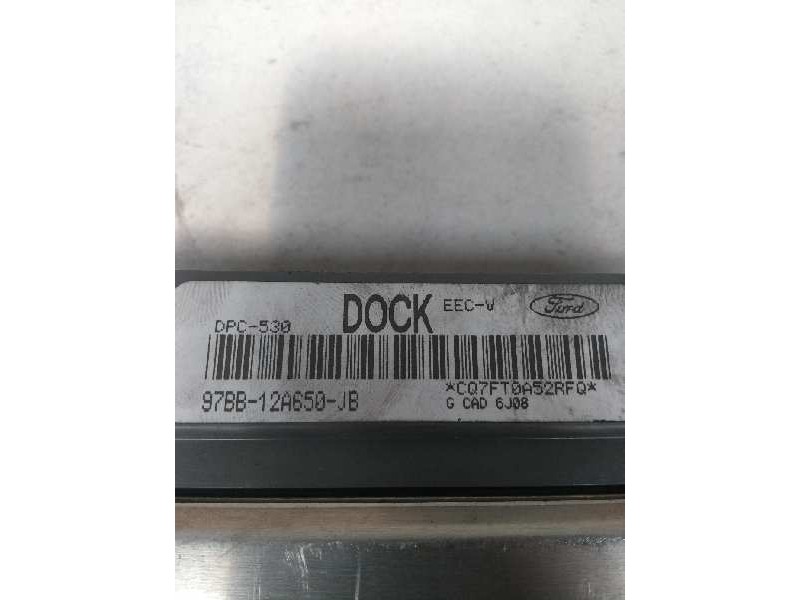 DPC-530 DOCK EEC-V Ford
*CQ7FT0A52RFQ*
97BB-12A650-JB G CAD 6J08